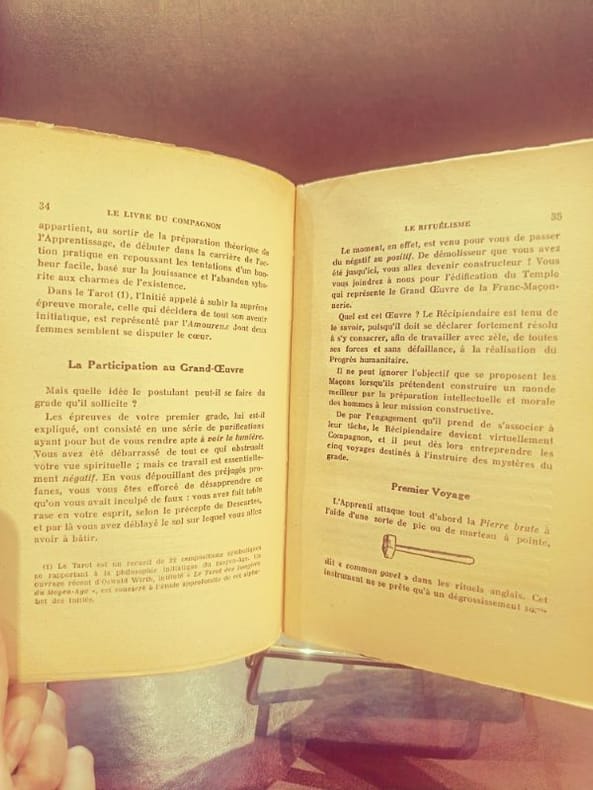 34
LE LIVRE DU COMPAGNON
appartient, au sortir de la préparation théorique de
l'Apprentissage, de débuter dans la carrière de l'ac-
tion pratique en repoussant les tentations d'un bon-
heur facile, basé sur la jouissance et l'abandon syba-
rite aux charmes de l'existence.
Dans le Tarot (1), l'Initié appelé à subir la suprême
épreuve morale, celle qui décidera de tout son avenir
initiatique, est représenté par l'Amoureux dont deux
femmes semblent se disputer le cœur.
La Participation au Grand-Œuvre
Mais quelle idée le postulant peut-il se faire du
grade qu'il sollicite ?
Les épreuves de votre premier grade, lui est-il
expliqué, ont consisté en une série de purifications
ayant pour but de vous rendre apte à voir la lumière.
Vous avez été débarrassé de tout ce qui obstruait
votre vue spirituelle ; mais ce travail est essentielle-
ment négatif. En vous dépouillant des préjugés pro-
fanes, vous vous êtes efforcé de désapprendre ce
qu'on vous avait inculqué de faux : vous avez fait table
rase en votre esprit, selon le précepte de Descartes,
et par là vous avez déblayé le sol sur lequel vous allez
avoir à bâtir.
(1) Le Tarot est un recueil de 22 compositions symboliques
se rapportant à la philosophie initiatique du moyen-âge. Un
ouvrage récent d'Oswald Wirth, intitulé « Le Tarot des Imagiers
du Moyen-Age », est consacré à l'étude approfondie de cet alpha-
bet des Initiés.
LE RITUÉLISME
35
Le moment, en effet, est venu pour vous de passer
du négatif au positif. De démolisseur que vous avez
été jusqu'ici, vous allez devenir constructeur ! Vous
vous joindrez à nous pour l'édification du Temple
qui représente le Grand Œuvre de la Franc-Maçon-
nerie.
Quel est cet Œuvre ? Le Récipiendaire est tenu de
le savoir, puisqu'il doit se déclarer fortement résolu
à s'y consacrer, afin de travailler avec zèle, de toutes
ses forces et sans défaillance, à la réalisation du
Progrès humanitaire.
Il ne peut ignorer l'objectif que se proposent les
Maçons lorsqu'ils prétendent construire un monde
meilleur par la préparation intellectuelle et morale
des hommes à leur mission constructive.
De par l'engagement qu'il prend de s'associer à
leur tâche, le Récipiendaire devient virtuellement
Compagnon, et il peut dès lors entreprendre les
cinq voyages destinés à l'instruire des mystères du
grade.
Premier Voyage
L'Apprenti attaque tout d'abord la Pierre brute à
l'aide d'une sorte de pic ou de marteau à pointe,
dit « common gavel » dans les rituels anglais. Cet
instrument ne se prête qu'à un dégrossissement